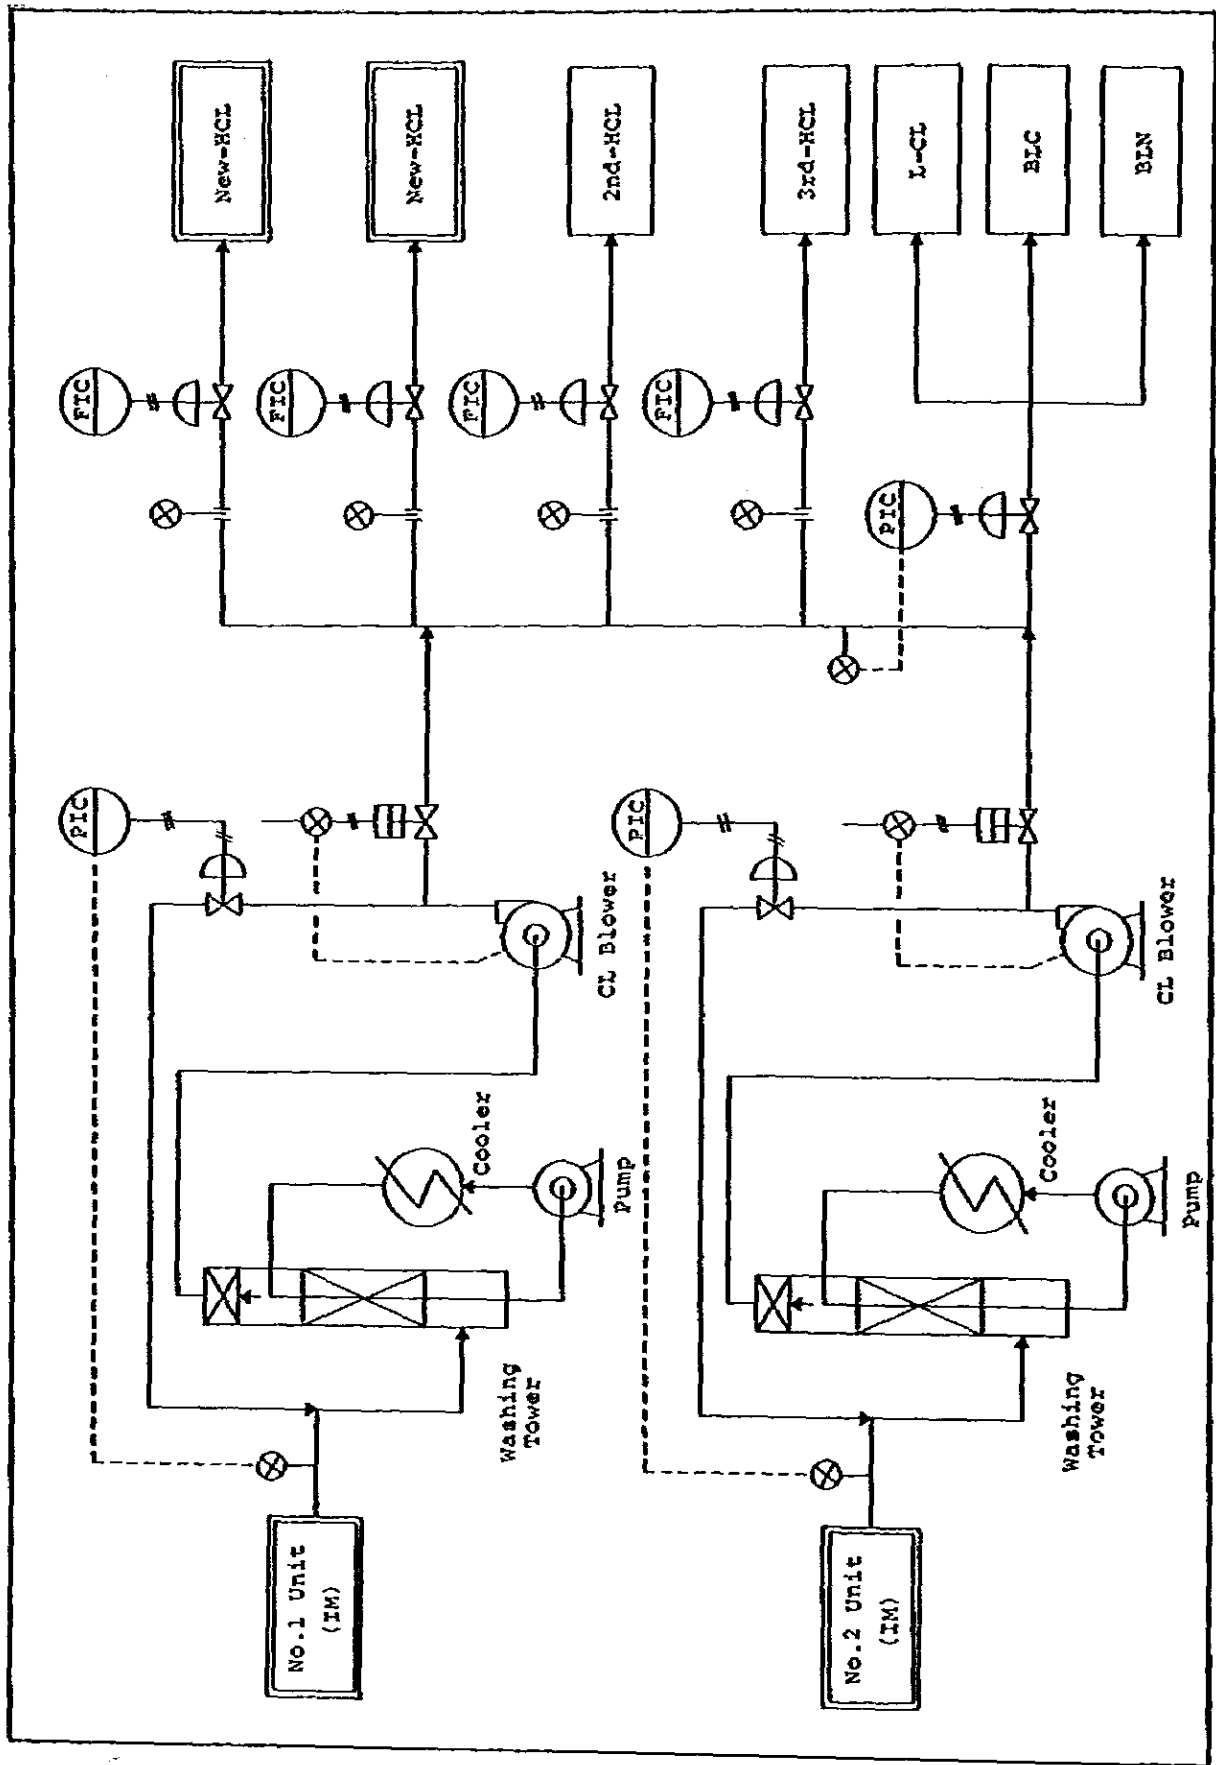 New-HCL
New-HCL
2nd-HCL
3rd-HCL
L-CL
BLC
BLN
FIC
FIC
FIC
FIC
PIC
PIC
PIC
CL Blower
CL Blower
Cooler
Pump
Cooler
Pump
Washing
Tower
Washing
Tower
No.1 Unit
(IM)
No.2 Unit
(IM)